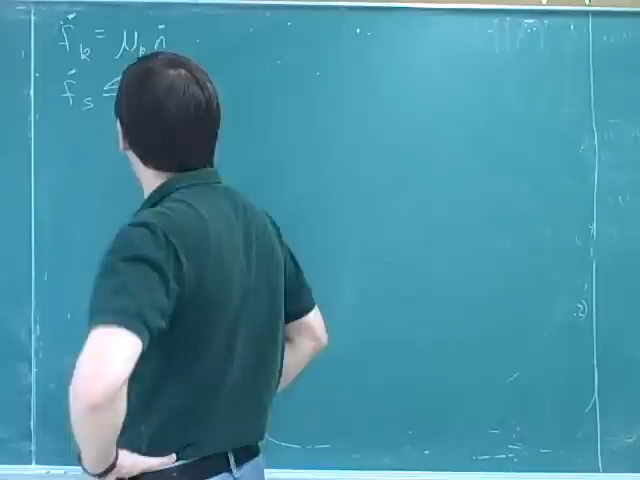 f_k = μ_k n
f_s ≤